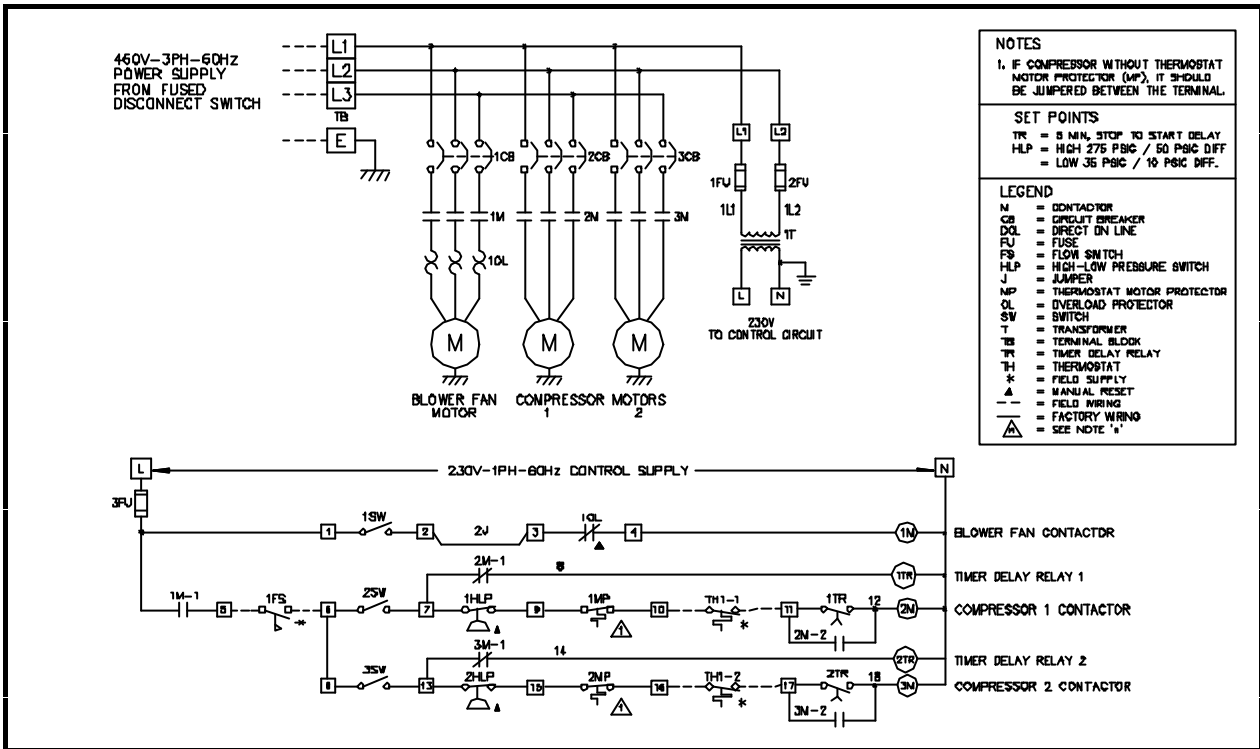 460V-3PH-60Hz
POWER SUPPLY
FROM FUSED
DISCONNECT SWITCH
L1
L2
L3
TB
E
1CB
2CB
3CB
1M
2M
3M
1OL
M
M
M
BLOWER FAN
MOTOR
COMPRESSOR MOTORS
1
2
L1
L2
1FU
2FU
1L1
1L2
1T
L
N
230V
TO CONTROL CIRCUIT
NOTES
1. IF COMPRESSOR WITHOUT THERMOSTAT
MOTOR PROTECTOR (MP), IT SHOULD
BE JUMPERED BETWEEN THE TERMINAL.
SET POINTS
TR = 5 MIN, STOP TO START DELAY
HLP = HIGH 275 PSIG / 50 PSIG DIFF
= LOW 35 PSIG / 10 PSIG DIFF.
LEGEND
M = CONTACTOR
CB = CIRCUIT BREAKER
DOL = DIRECT ON LINE
FU = FUSE
FS = FLOW SWITCH
HLP = HIGH-LOW PRESSURE SWITCH
J = JUMPER
MP = THERMOSTAT MOTOR PROTECTOR
OL = OVERLOAD PROTECTOR
SW = SWITCH
T = TRANSFORMER
TB = TERMINAL BLOCK
TR = TIMER DELAY RELAY
TH = THERMOSTAT
* = FIELD SUPPLY
▲ = MANUAL RESET
--- = FIELD WIRING
— = FACTORY WIRING
= SEE NOTE 'n'
L
230V-1PH-60Hz CONTROL SUPPLY
N
3FU
1
1SW
2
2J
3
1OL
4
1M
BLOWER FAN CONTACTOR
2M-1
1TR
TIMER DELAY RELAY 1
1M-1
5
1FS
*
6
2SW
7
1HLP
9
1MP
1
10
TH1-1
*
11
1TR
12
2M
COMPRESSOR 1 CONTACTOR
2M-2
3M-1
14
2TR
TIMER DELAY RELAY 2
3SW
13
2HLP
15
2MP
1
16
TH1-2
*
17
2TR
18
3M
COMPRESSOR 2 CONTACTOR
3M-2